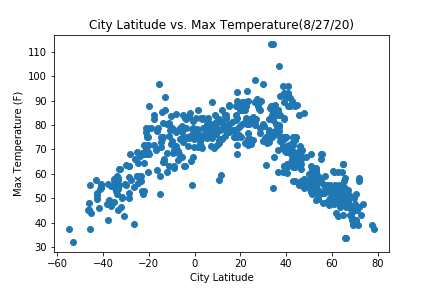 City Latitude vs. Max Temperature(8/27/20)
Max Temperature (F)
110
100
90
80
70
60
50
40
30
−60 −40 −20 0 20 40 60 80
City Latitude